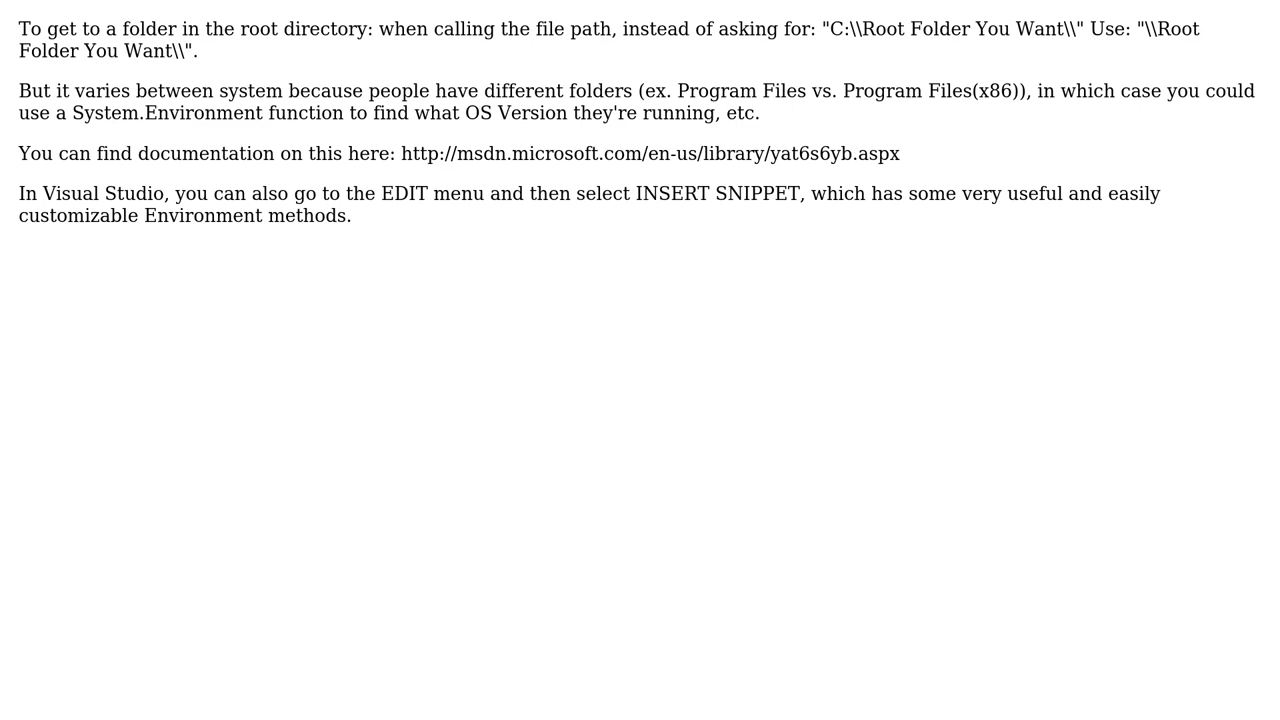 To get to a folder in the root directory: when calling the file path, instead of asking for: "C:\\Root Folder You Want\\" Use: "\\Root
Folder You Want\\".
But it varies between system because people have different folders (ex. Program Files vs. Program Files(x86)), in which case you could
use a System.Environment function to find what OS Version they're running, etc.
You can find documentation on this here: http://msdn.microsoft.com/en-us/library/yat6s6yb.aspx
In Visual Studio, you can also go to the EDIT menu and then select INSERT SNIPPET, which has some very useful and easily
customizable Environment methods.